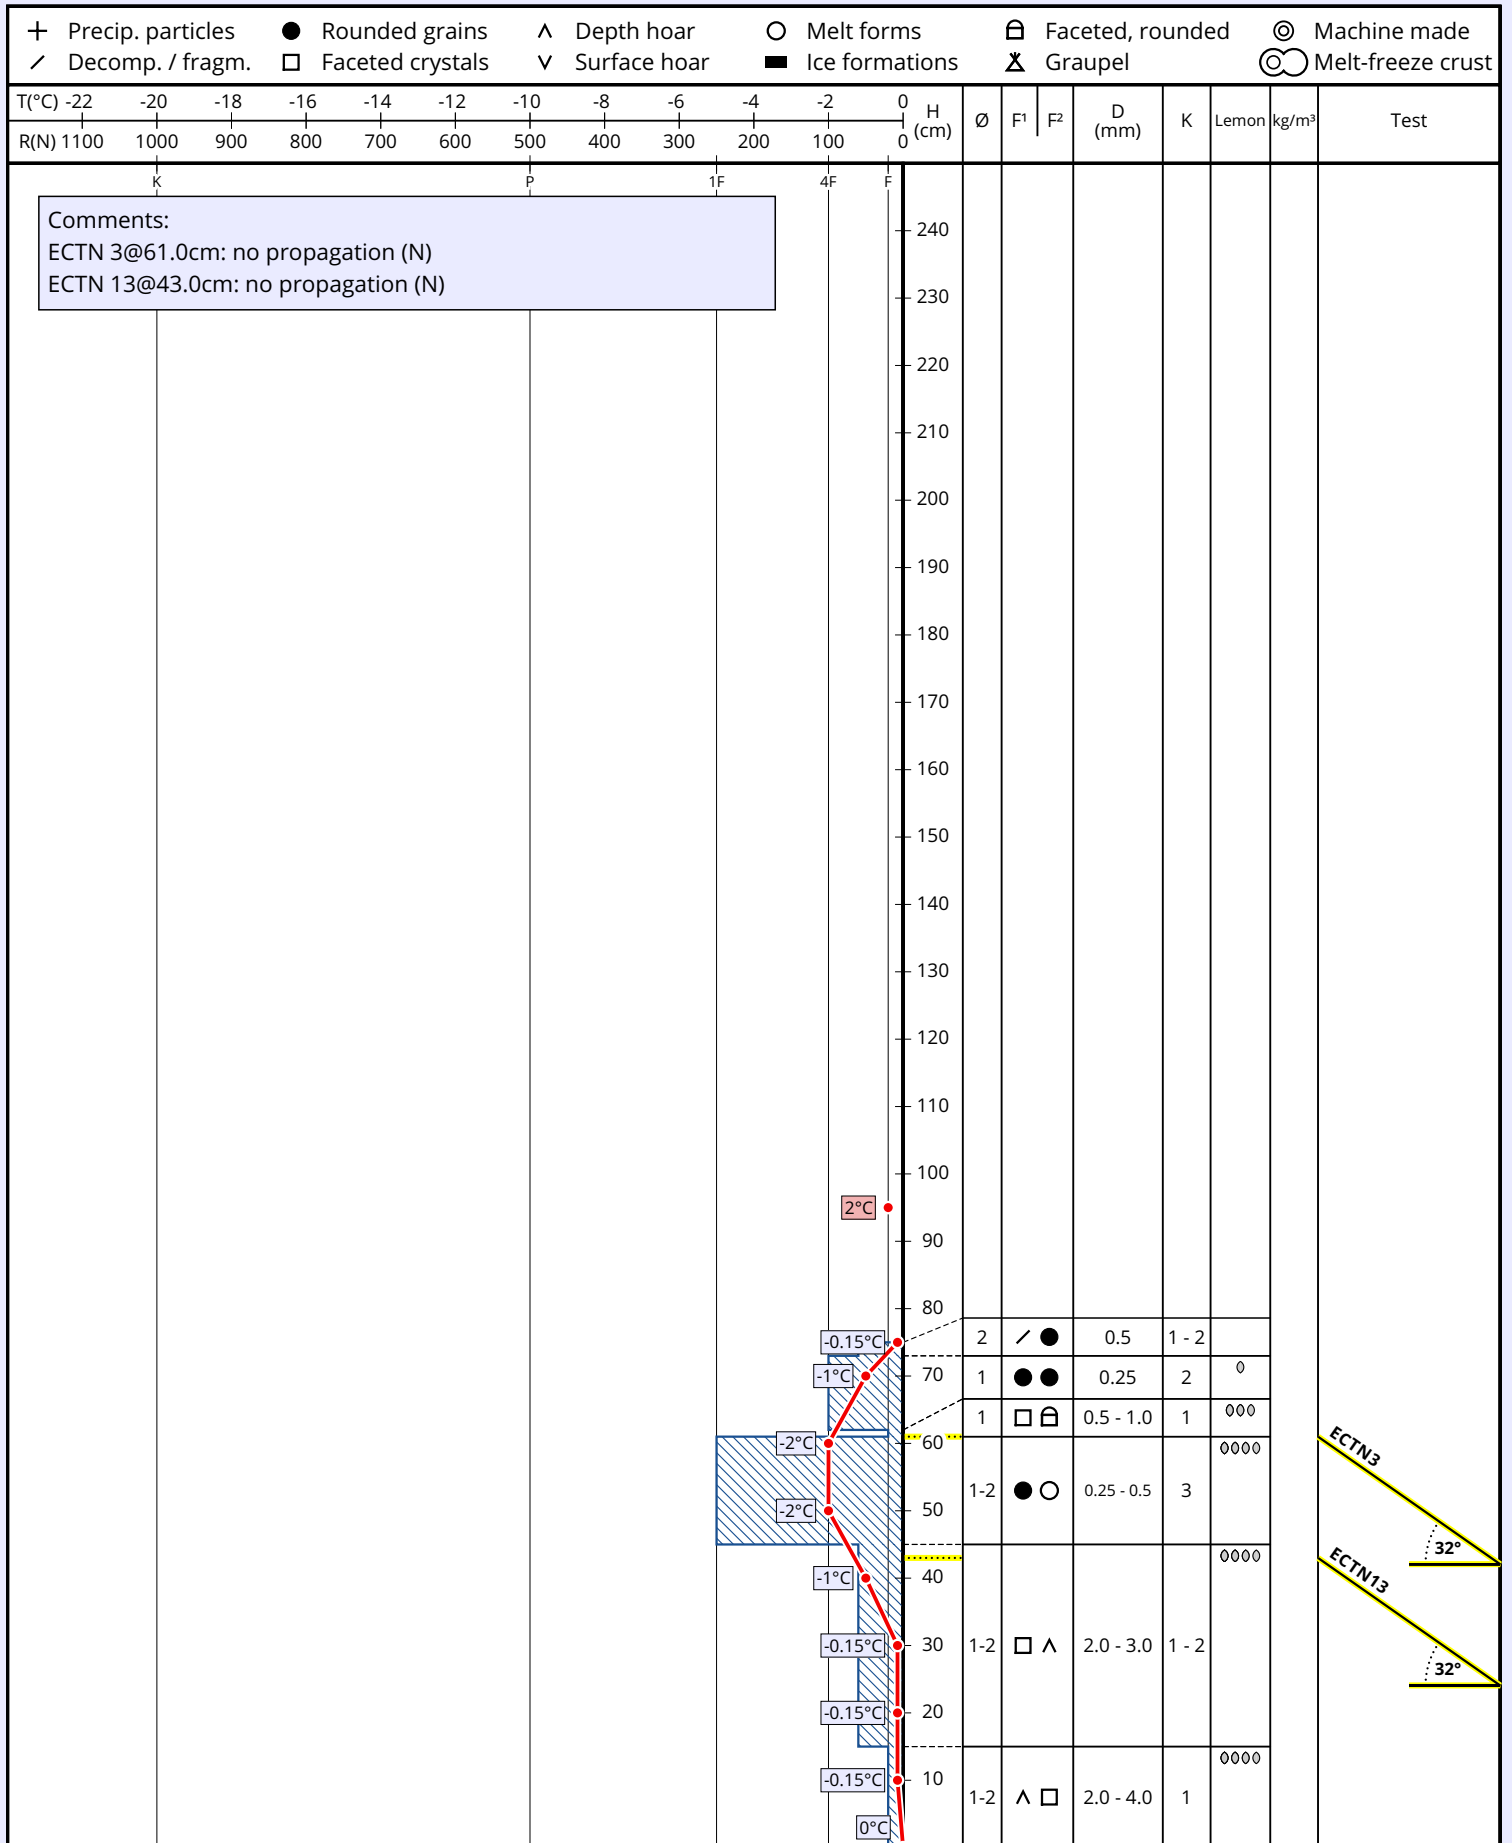 Precip. particles Rounded grains Depth hoar Melt forms Faceted, rounded Machine made
Decomp. / fragm. Faceted crystals Surface hoar Ice formations Graupel Melt-freeze crust
T(°C) -22 -20 -18 -16 -14 -12 -10 -8 -6 -4 -2 0
R(N) 1100 1000 900 800 700 600 500 400 300 200 100 0
H (cm) Ø F¹ F² D (mm) K Lemon kg/m³ Test
K P 1F 4F F
Comments:
ECTN 3@61.0cm: no propagation (N)
ECTN 13@43.0cm: no propagation (N)
240
230
220
210
200
190
180
170
160
150
140
130
120
110
100
2°C
90
80
-0.15°C 2 0.5 1 - 2
-1°C 70 1 0.25 2
1 0.5 - 1.0 1
-2°C 60 ECTN3
1-2 0.25 - 0.5 3
-2°C 50
32°
ECTN13
-1°C 40
-0.15°C 30 1-2 2.0 - 3.0 1 - 2
32°
-0.15°C 20
-0.15°C 10
1-2 2.0 - 4.0 1
0°C